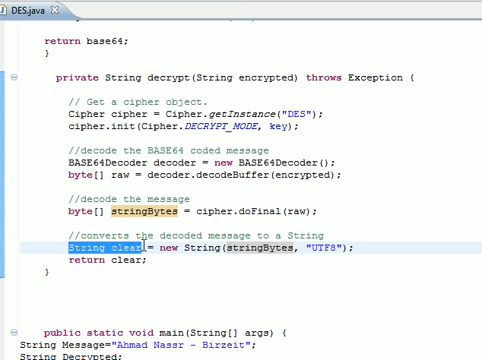 DES.java
return base64;
}
private String decrypt(String encrypted) throws Exception {
// Get a cipher object.
Cipher cipher = Cipher.getInstance("DES");
cipher.init(Cipher.DECRYPT_MODE, key);
//decode the BASE64 coded message
BASE64Decoder decoder = new BASE64Decoder();
byte[] raw = decoder.decodeBuffer(encrypted);
//decode the message
byte[] stringBytes = cipher.doFinal(raw);
//converts the decoded message to a String
String clear = new String(stringBytes, "UTF8");
return clear;
}
public static void main(String[] args) {
String Message="Ahmad Nassr - Birzeit";
String Decrypted;